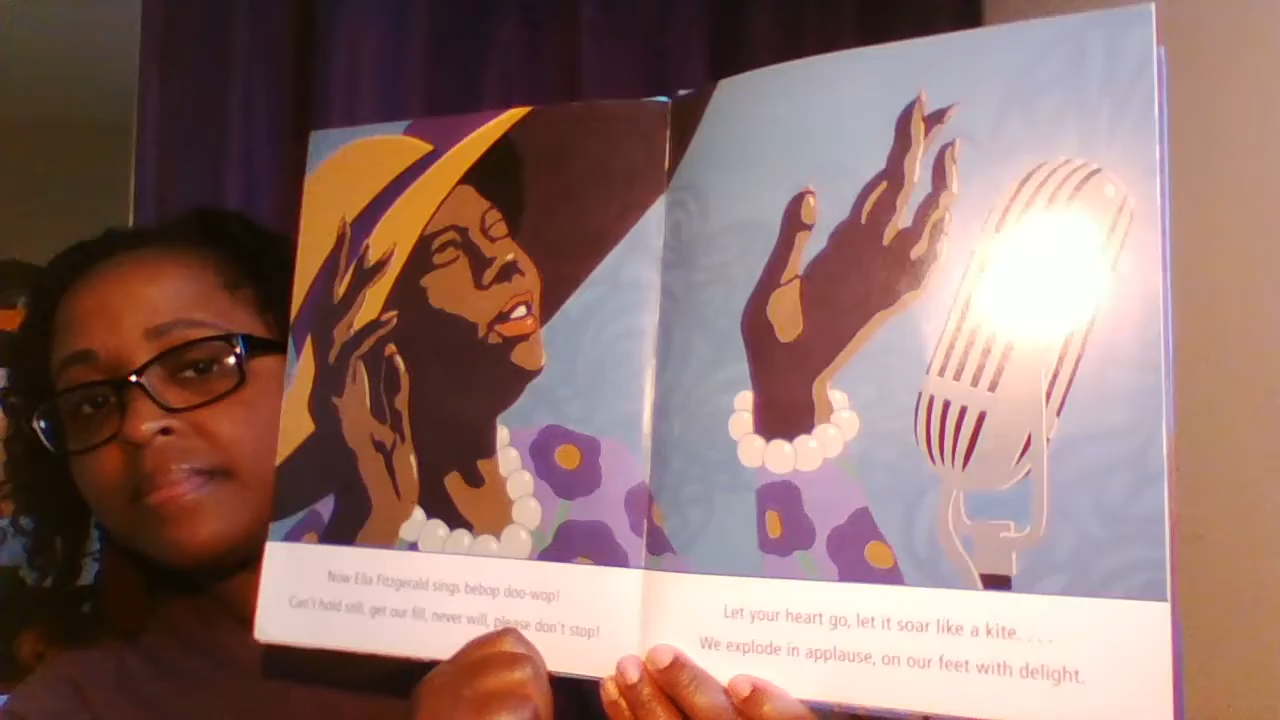 Now Ella Fitzgerald sings bebop doo-wop!
Can't hold still, get our fill, never will, please don't stop!
Let your heart go, let it soar like a kite. . . .
We explode in applause, on our feet with delight.